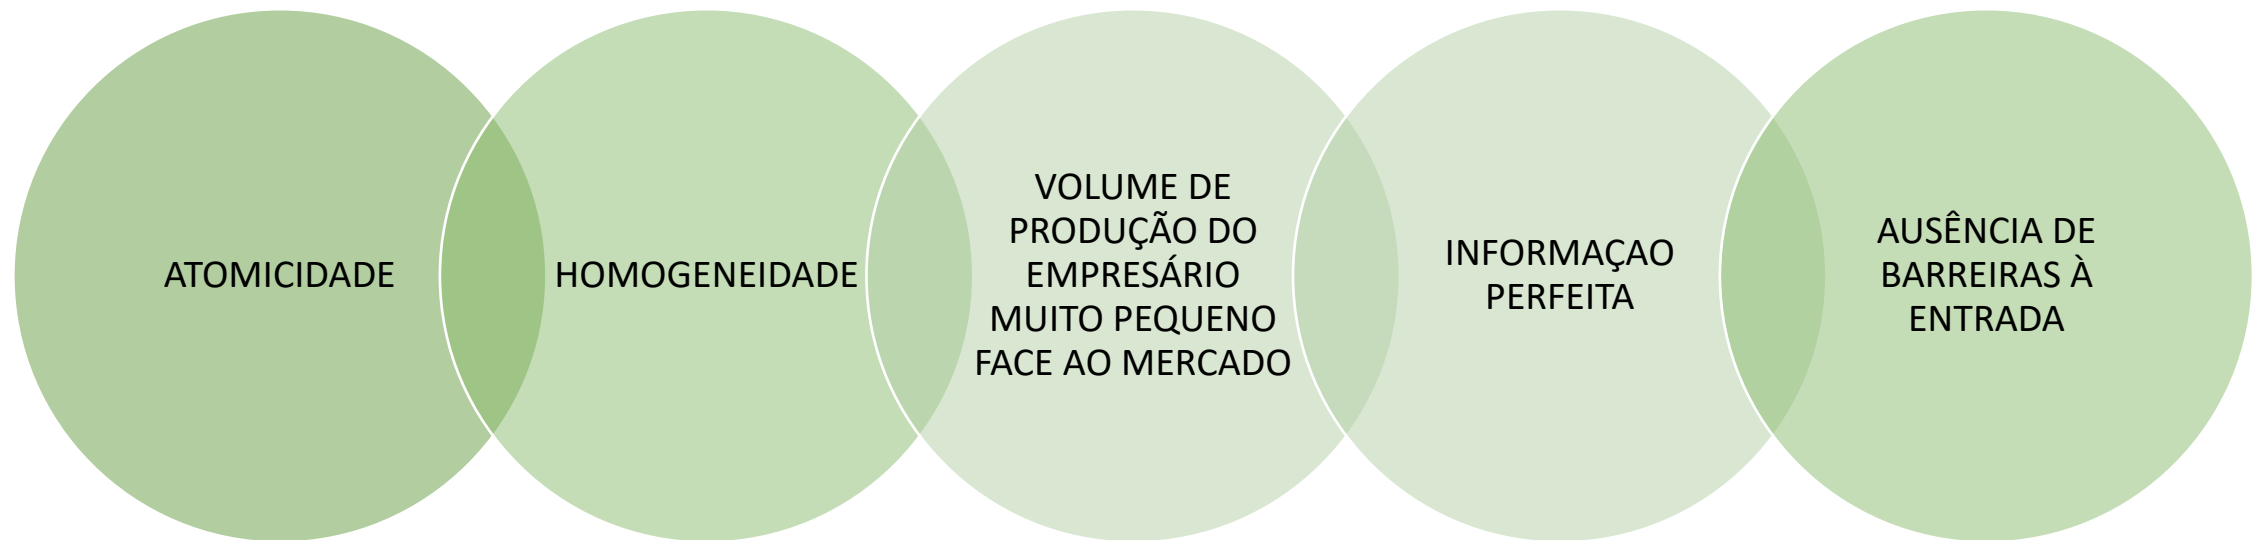 ATOMICIDADE
HOMOGENEIDADE
VOLUME DE
PRODUÇÃO DO
EMPRESÁRIO
MUITO PEQUENO
FACE AO MERCADO
INFORMAÇAO
PERFEITA
AUSÊNCIA DE
BARREIRAS À
ENTRADA